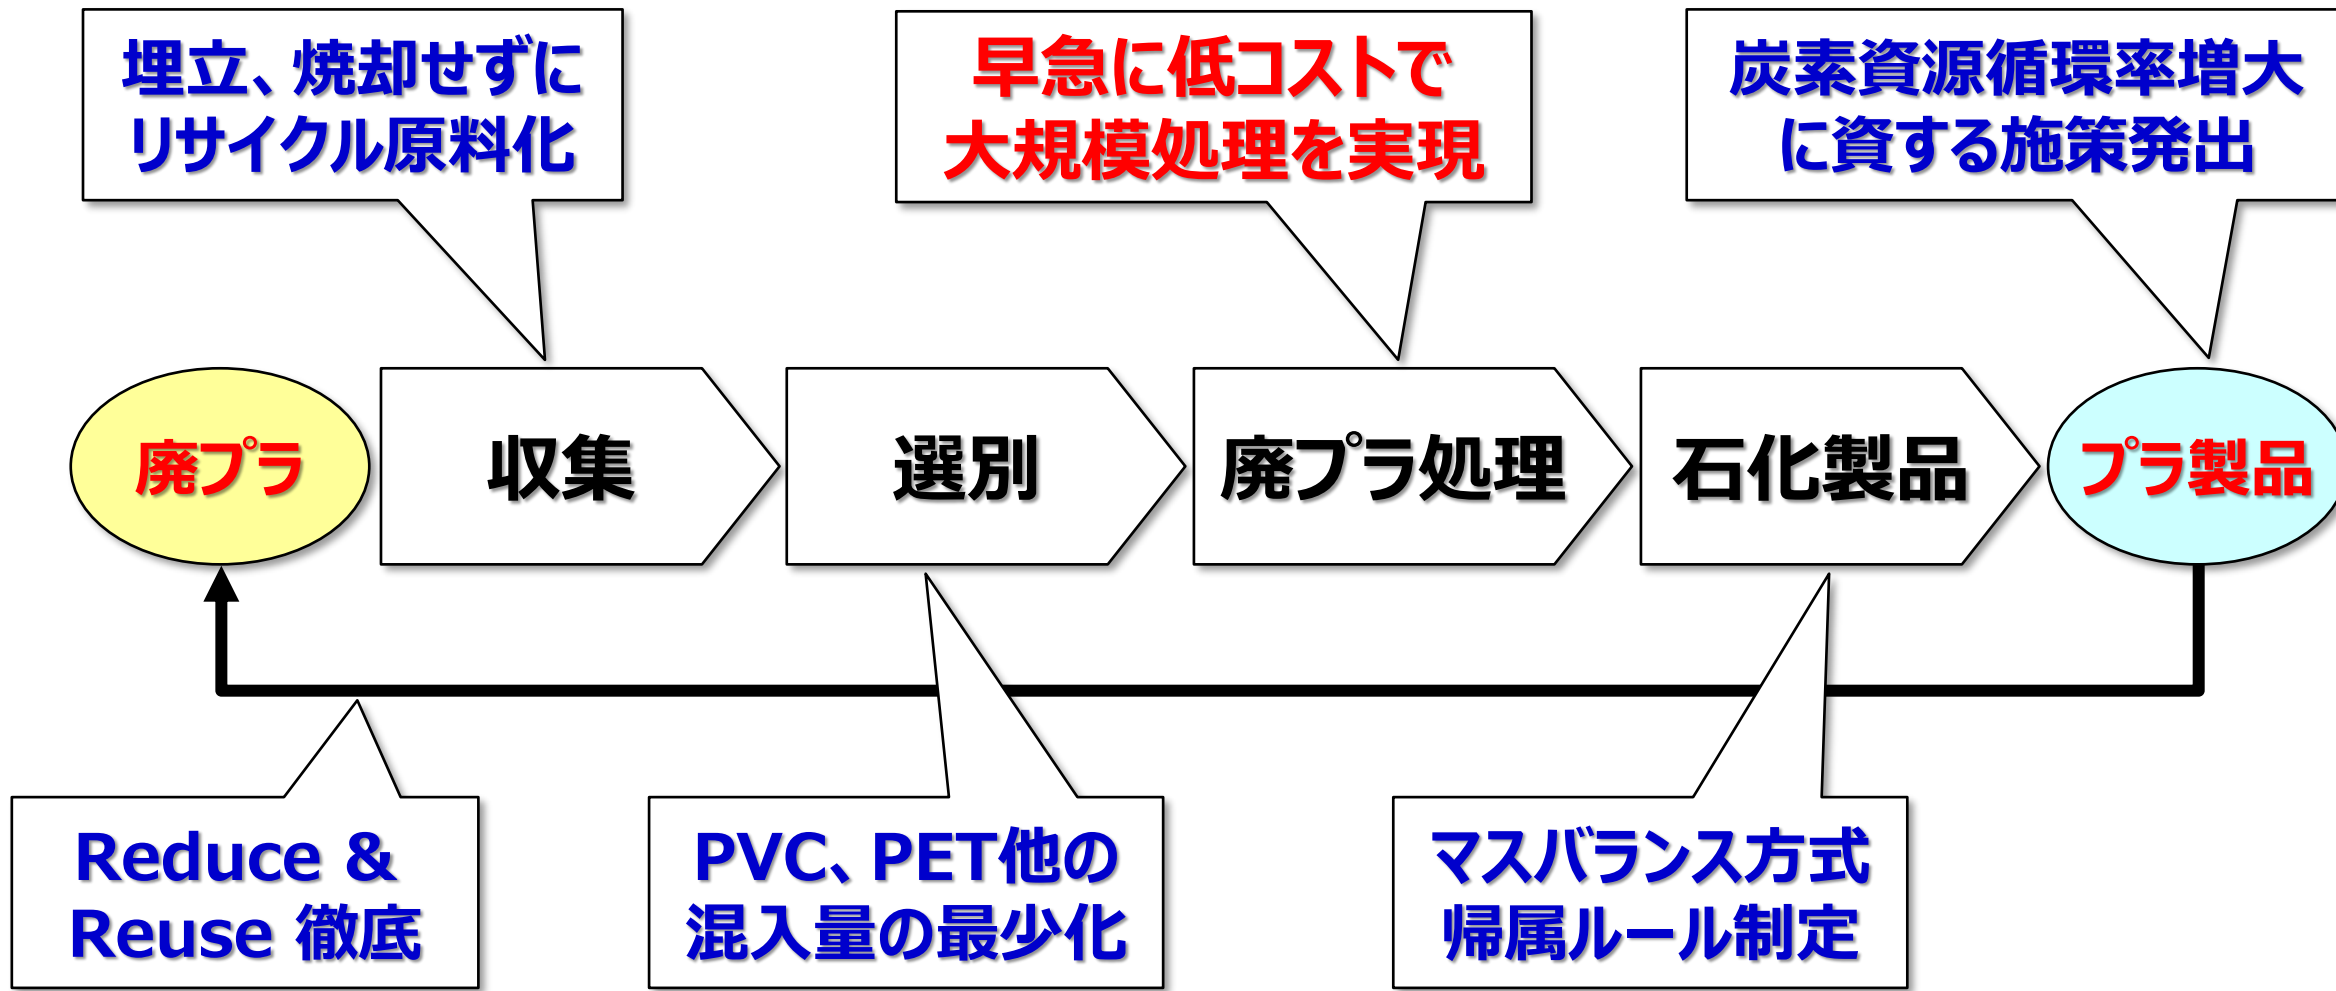 埋立、焼却せずに
リサイクル原料化
早急に低コストで
大規模処理を実現
炭素資源循環率増大
に資する施策発出
廃プラ
収集
選別
廃プラ処理
石化製品
プラ製品
Reduce &
Reuse 徹底
PVC、PET他の
混入量の最少化
マスバランス方式
帰属ルール制定